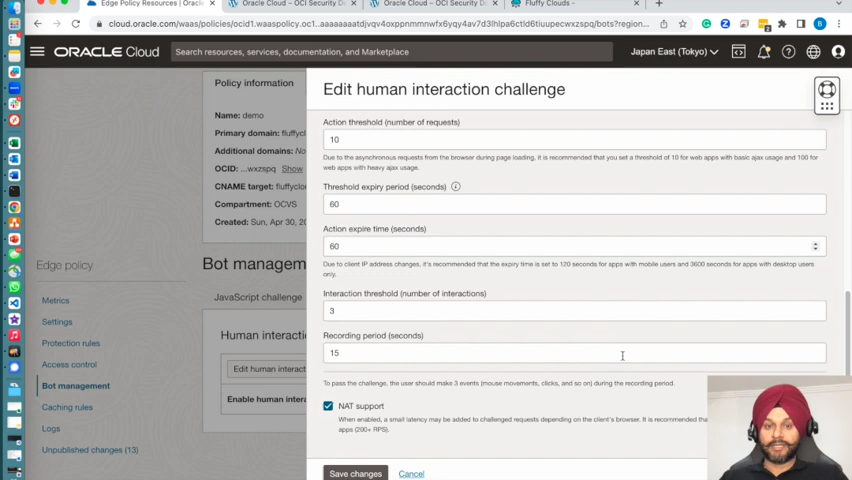 Edge Policy Resources | Oracle
Oracle Cloud – OCI Security D
Oracle Cloud – OCI Security D
Fluffy Clouds –
cloud.oracle.com/waas/policies/ocid1.waaspolicy.oc1..
bots?region
ORACLE Cloud
Search resources, services, documentation, and Marketplace
Japan East (Tokyo)
Policy information
Name: demo
Primary domain: fluffyclo
Additional domains: No
OCID: ...wxzspq Show
CNAME target: fluffyclou
Compartment: OCVS
Created: Sun, Apr 30, 20
Edge policy
Metrics
Settings
Protection rules
Access control
Bot management
Caching rules
Logs
Unpublished changes (13)
Bot management
JavaScript challenge
Human interactio
Edit human interaction
Enable human intera
Edit human interaction challenge
Action threshold (number of requests)
10
Due to the asynchronous requests from the browser during page loading, it is recommended that you set a threshold of 10 for web apps with basic ajax usage and 100 for
web apps with heavy ajax usage.
Threshold expiry period (seconds)
60
Action expire time (seconds)
60
Due to client IP address changes, it's recommended that the expiry time is set to 120 seconds for apps with mobile users and 3600 seconds for apps with desktop users
only.
Interaction threshold (number of interactions)
3
Recording period (seconds)
15
To pass the challenge, the user should make 3 events (mouse movements, clicks, and so on) during the recording period.
NAT support
When enabled, a small latency may be added to challenged requests depending on the client's browser. It is recommended tha
apps (200+ RPS).
Save changes
Cancel